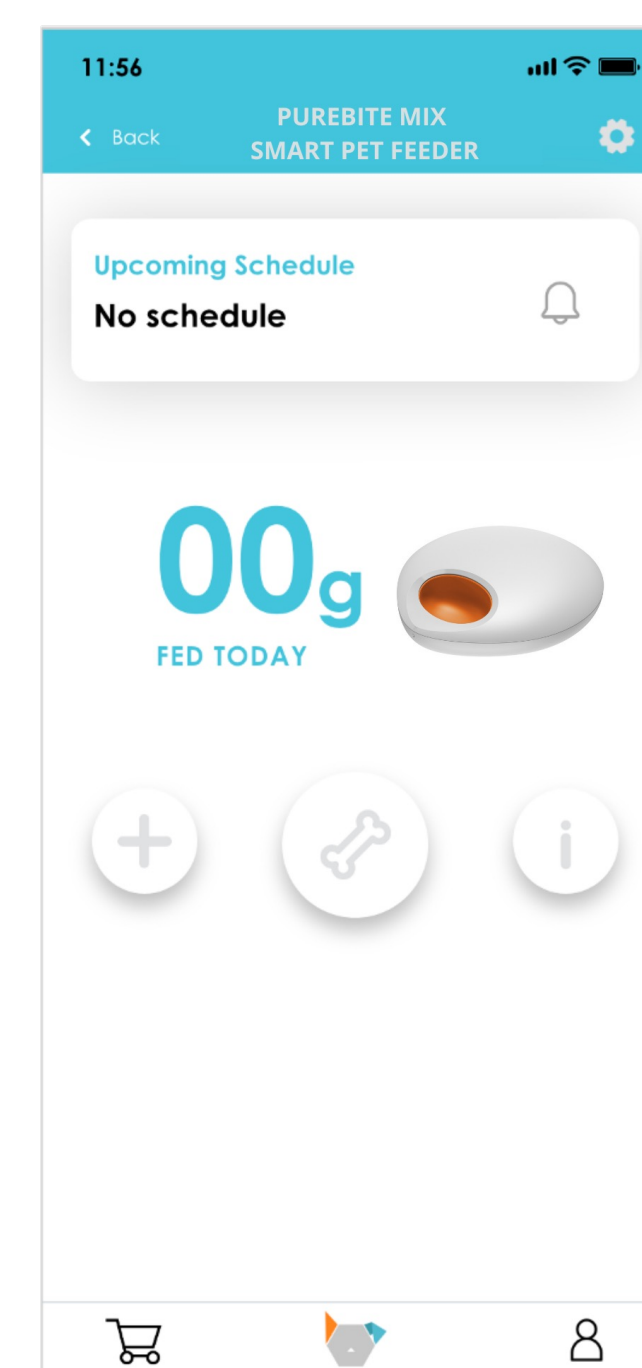 11:56
Back
PUREBITE MIX
SMART PET FEEDER
Upcoming Schedule
No schedule
00g
FED TODAY
i